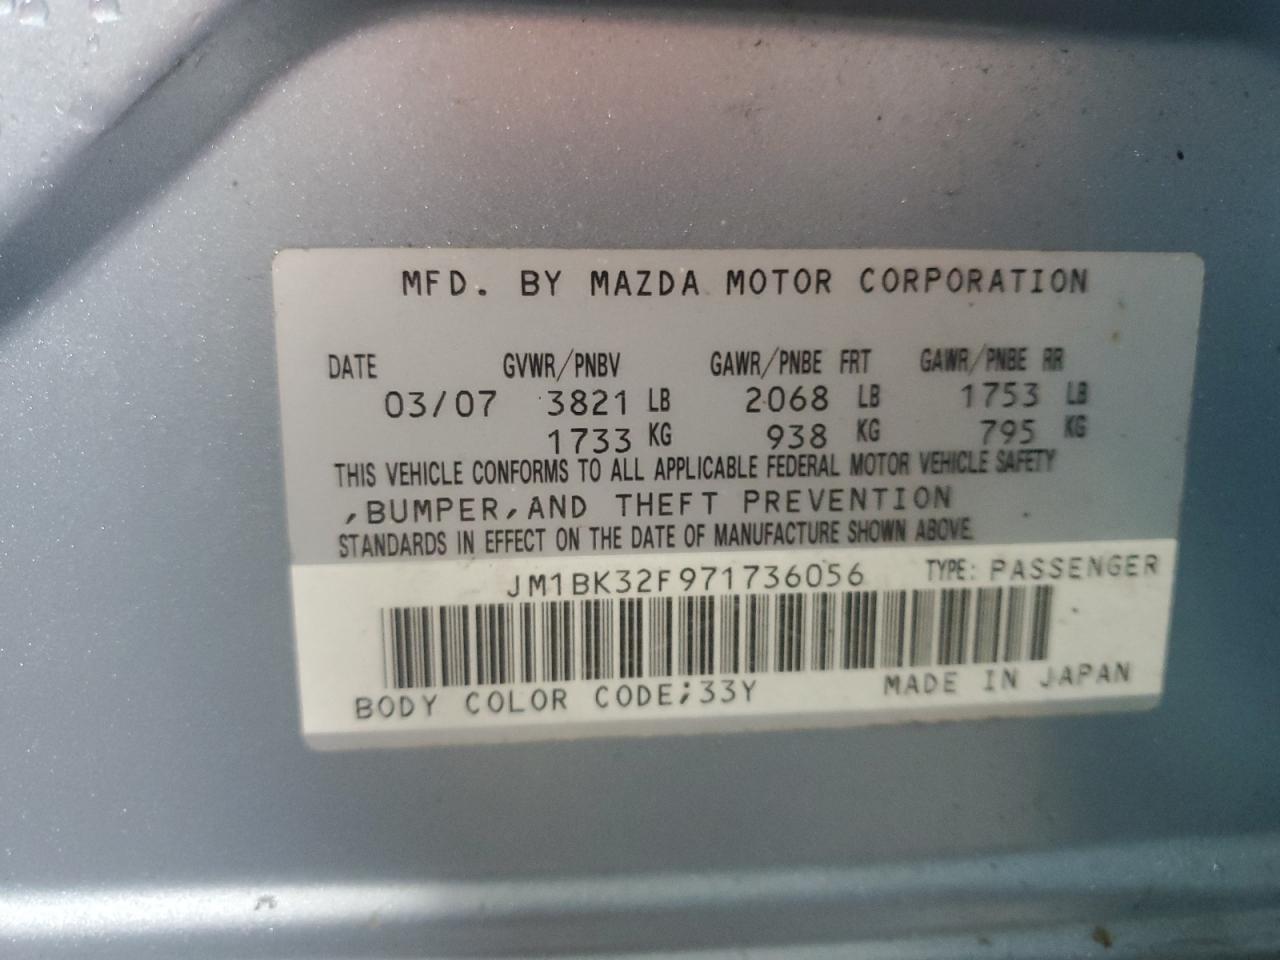 MFD. BY MAZDA MOTOR CORPORATION
DATE GVWR/PNBV GAWR/PNBE FRT GAWR/PNBE RR
03/07 3821 LB 2068 LB 1753 LB
1733 KG 938 KG 795 KG
THIS VEHICLE CONFORMS TO ALL APPLICABLE FEDERAL MOTOR VEHICLE SAFETY
,BUMPER,AND THEFT PREVENTION
STANDARDS IN EFFECT ON THE DATE OF MANUFACTURE SHOWN ABOVE.
JM1BK32F971736056 TYPE: PASSENGER
BODY COLOR CODE;33Y MADE IN JAPAN